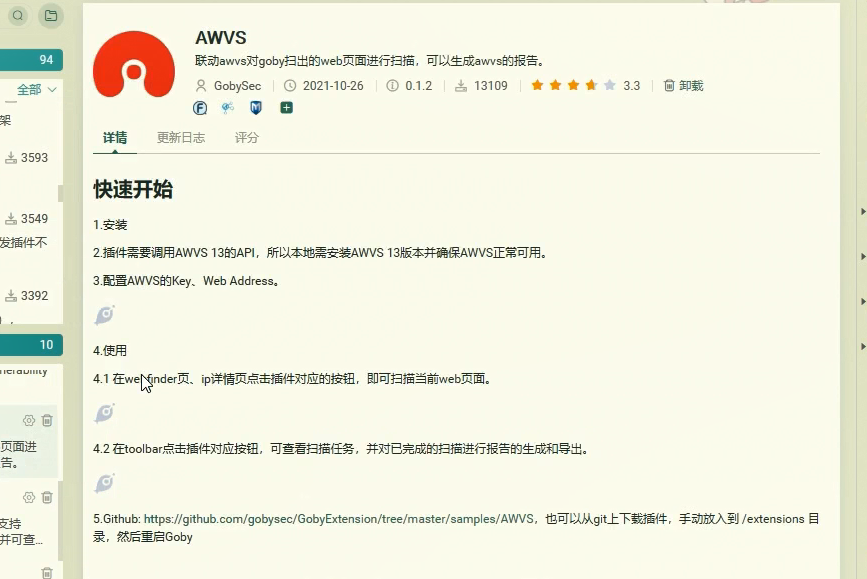 94
全部
架
3593
3549
发插件不
3392
10
页面进
告。
支持
并可查...
AWVS
联动awvs对goby扫出的web页面进行扫描，可以生成awvs的报告。
GobySec 2021-10-26 0.1.2 13109 3.3 卸载
详情 更新日志 评分
快速开始
1.安装
2.插件需要调用AWVS 13的API，所以本地需安装AWVS 13版本并确保AWVS正常可用。
3.配置AWVS的Key、Web Address。
4.使用
4.1 在webfinder页、ip详情页点击插件对应的按钮，即可扫描当前web页面。
4.2 在toolbar点击插件对应按钮，可查看扫描任务，并对已完成的扫描进行报告的生成和导出。
5.Github: https://github.com/gobysec/GobyExtension/tree/master/samples/AWVS，也可以从git上下载插件，手动放入到 /extensions 目
录，然后重启Goby